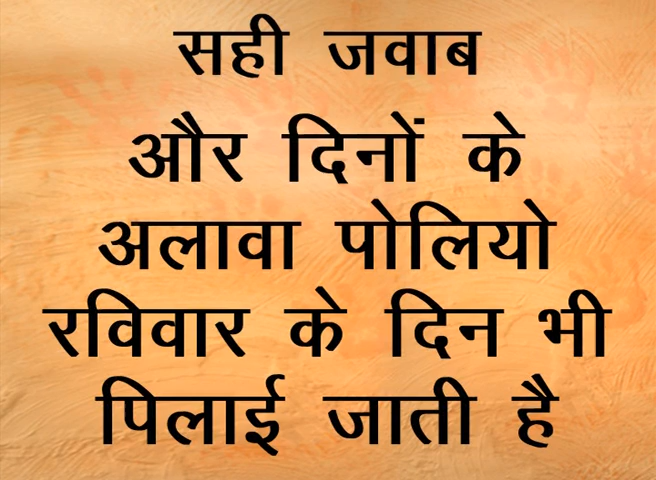 सही जवाब
और दिनों के
अलावा पोलियो
रविवार के दिन भी
पिलाई जाती है